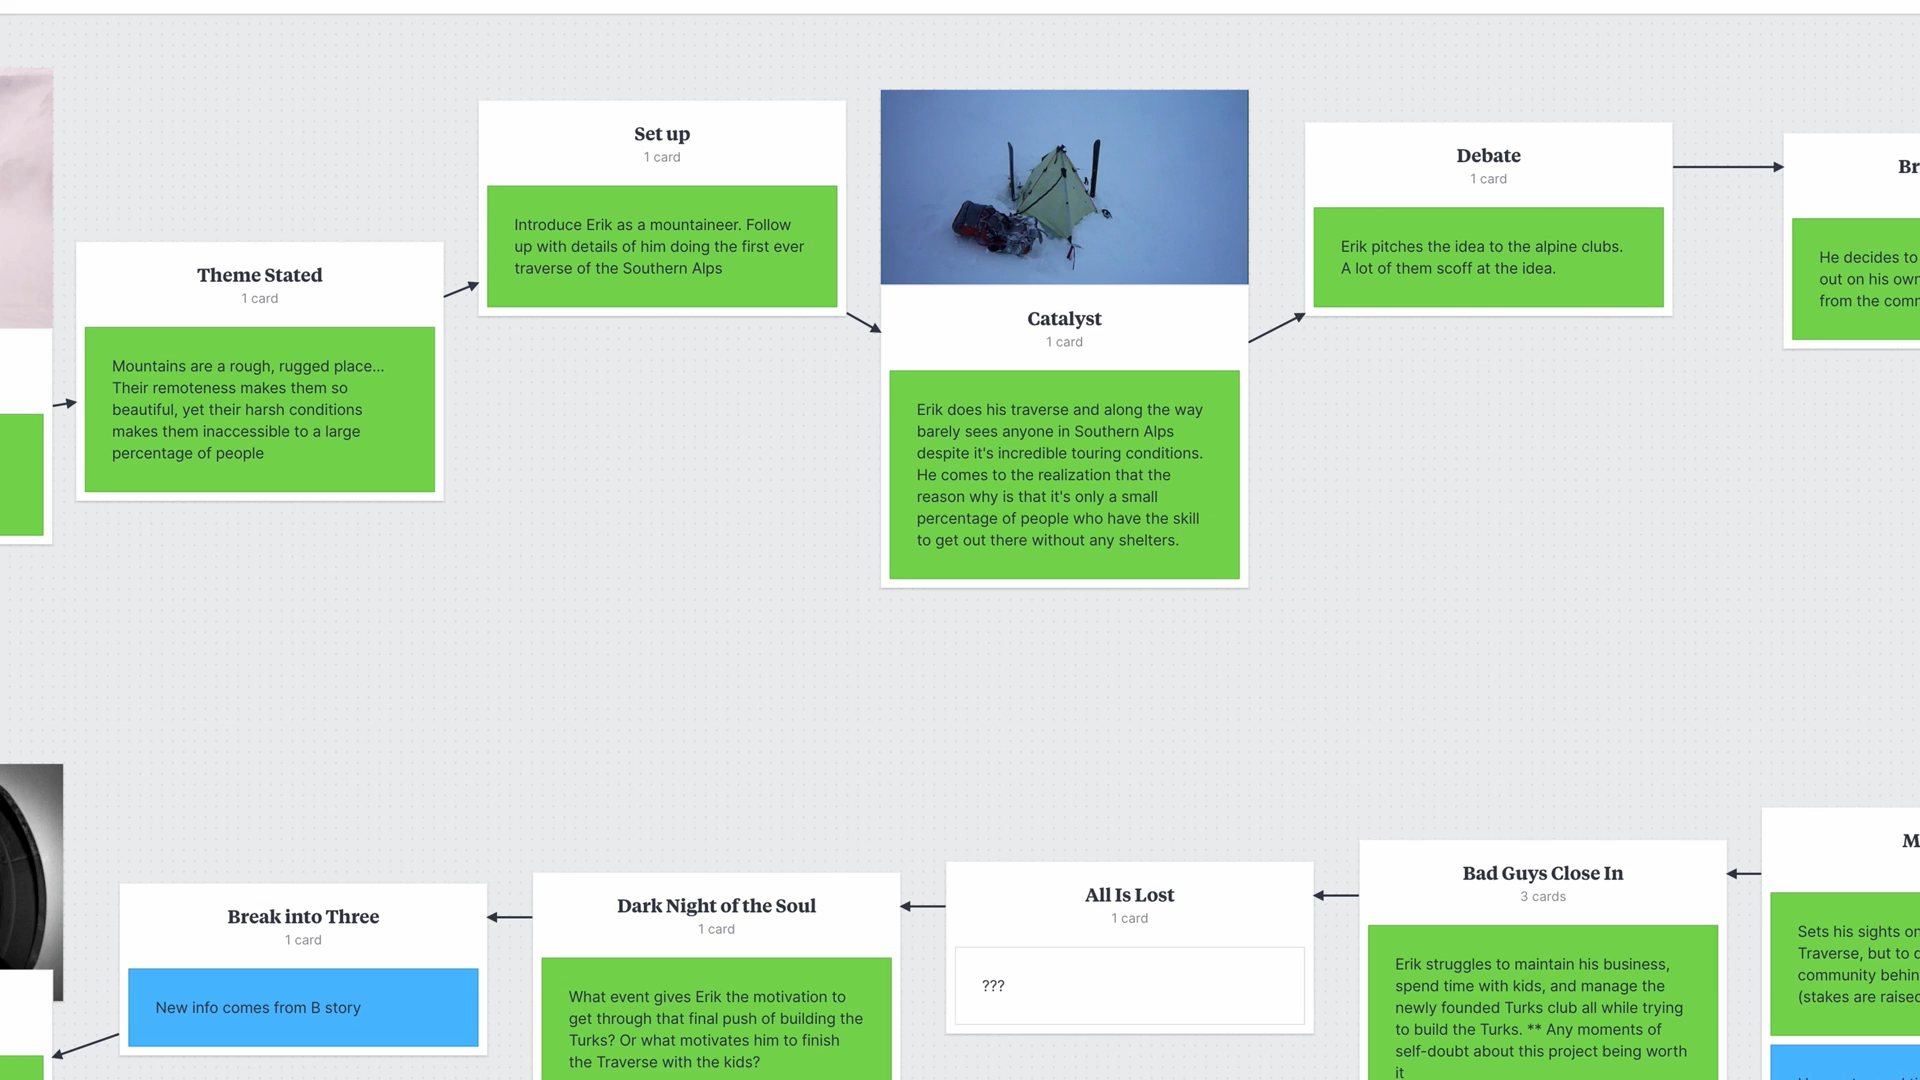 Set up
1 card
Introduce Erik as a mountaineer. Follow
up with details of him doing the first ever
traverse of the Southern Alps
Theme Stated
1 card
Mountains are a rough, rugged place...
Their remoteness makes them so
beautiful, yet their harsh conditions
makes them inaccessible to a large
percentage of people
Catalyst
1 card
Erik does his traverse and along the way
barely sees anyone in Southern Alps
despite it's incredible touring conditions.
He comes to the realization that the
reason why is that it's only a small
percentage of people who have the skill
to get out there without any shelters.
Debate
1 card
Erik pitches the idea to the alpine clubs.
A lot of them scoff at the idea.
Br
He decides to
out on his own
from the comm
Break into Three
1 card
New info comes from B story
Dark Night of the Soul
1 card
What event gives Erik the motivation to
get through that final push of building the
Turks? Or what motivates him to finish
the Traverse with the kids?
All Is Lost
1 card
???
Bad Guys Close In
3 cards
Erik struggles to maintain his business,
spend time with kids, and manage the
newly founded Turks club all while trying
to build the Turks. ** Any moments of
self-doubt about this project being worth
it
M
Sets his sights on
Traverse, but to
community behin
(stakes are raised